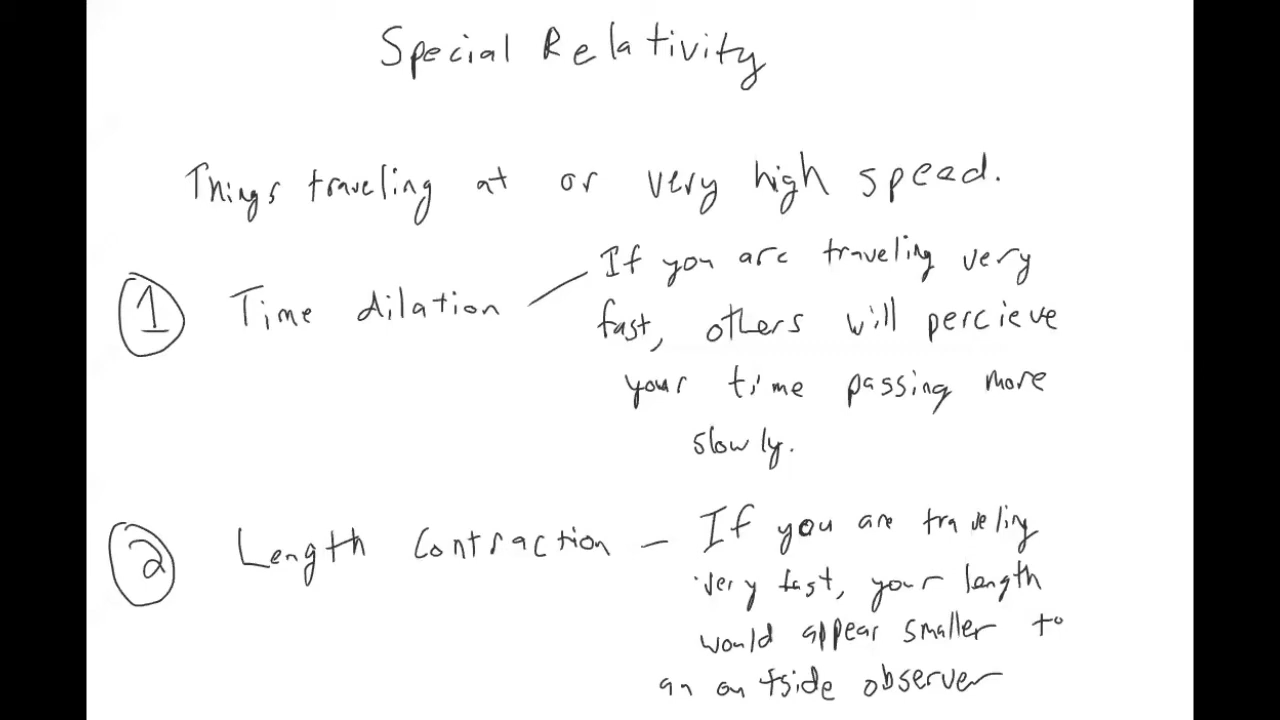 Special Relativity
Things traveling at or very high speed.
1 Time dilation — If you are traveling very
fast, others will percieve
your time passing more
slowly.
2 Length Contraction — If you are traveling
very fast, your length
would appear smaller to
an outside observer